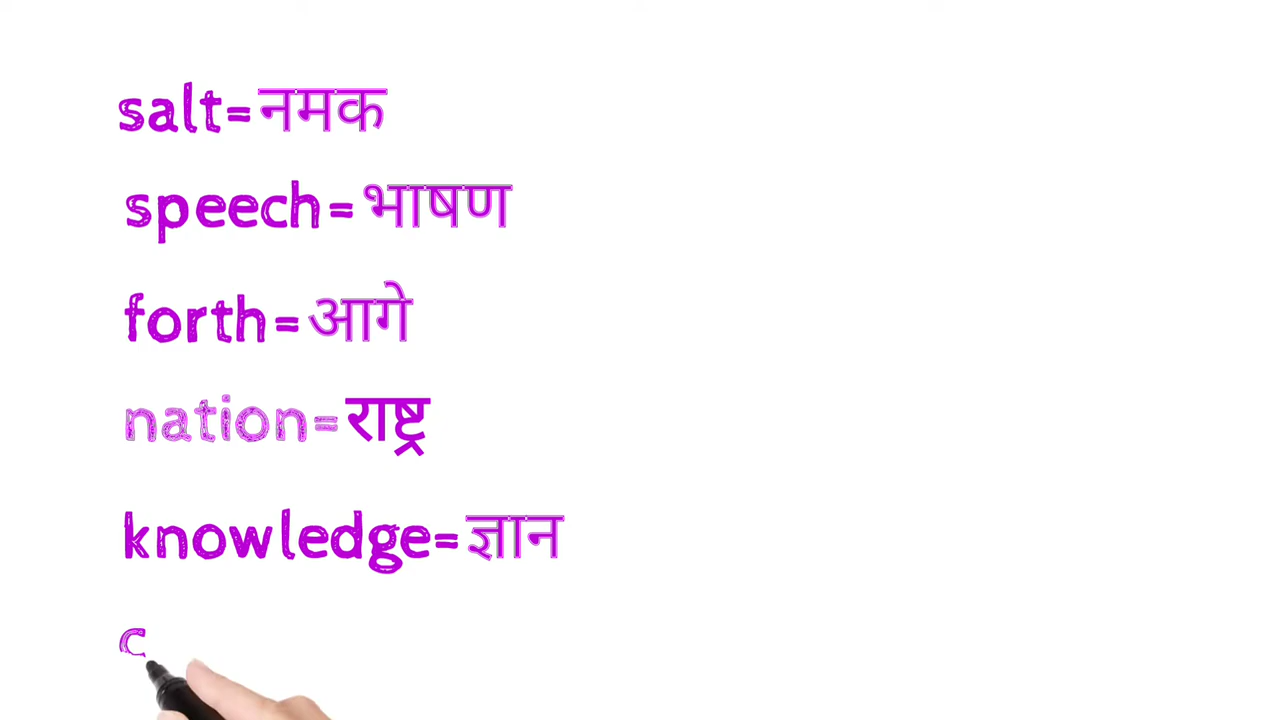 salt=नमक
speech=भाषण
forth=आगे
nation=राष्ट्र
knowledge=ज्ञान
c